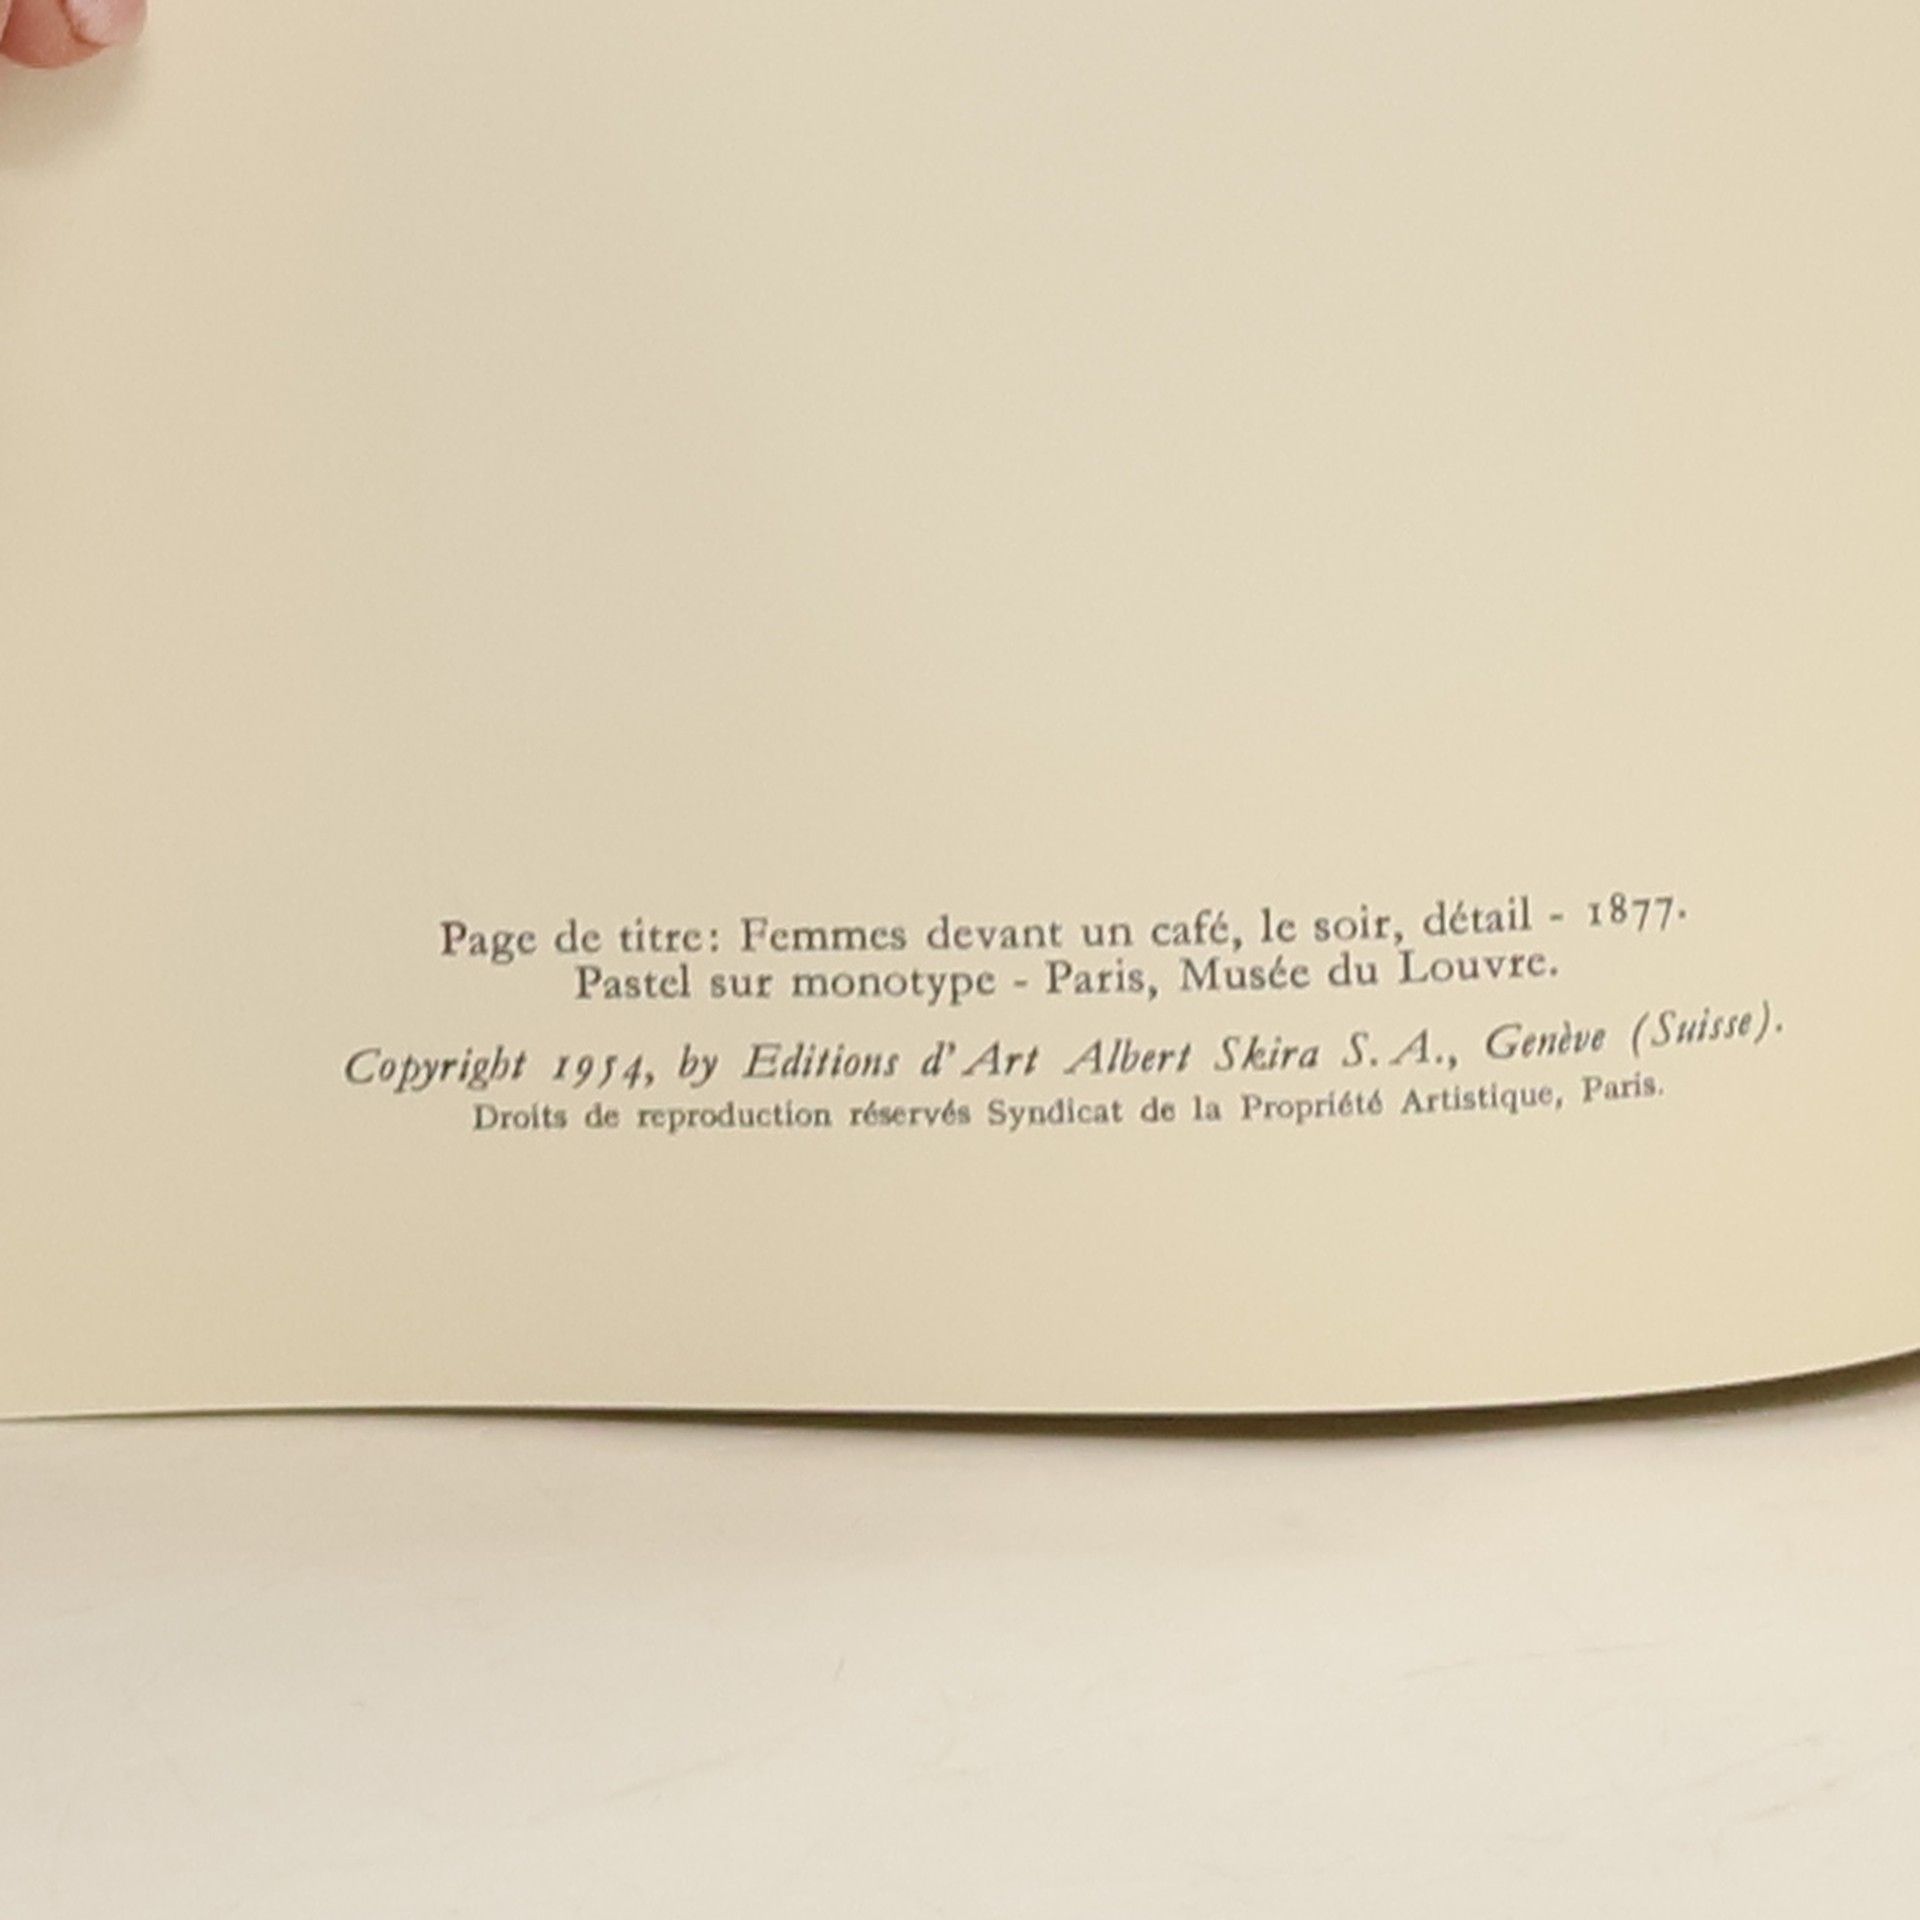 Page de titre: Femmes devant un café, le soir, détail - 1877.
Pastel sur monotype - Paris, Musée du Louvre.
Copyright 1954, by Editions d'Art Albert Skira S. A., Genève (Suisse).
Droits de reproduction réservés Syndicat de la Propriété Artistique, Paris.